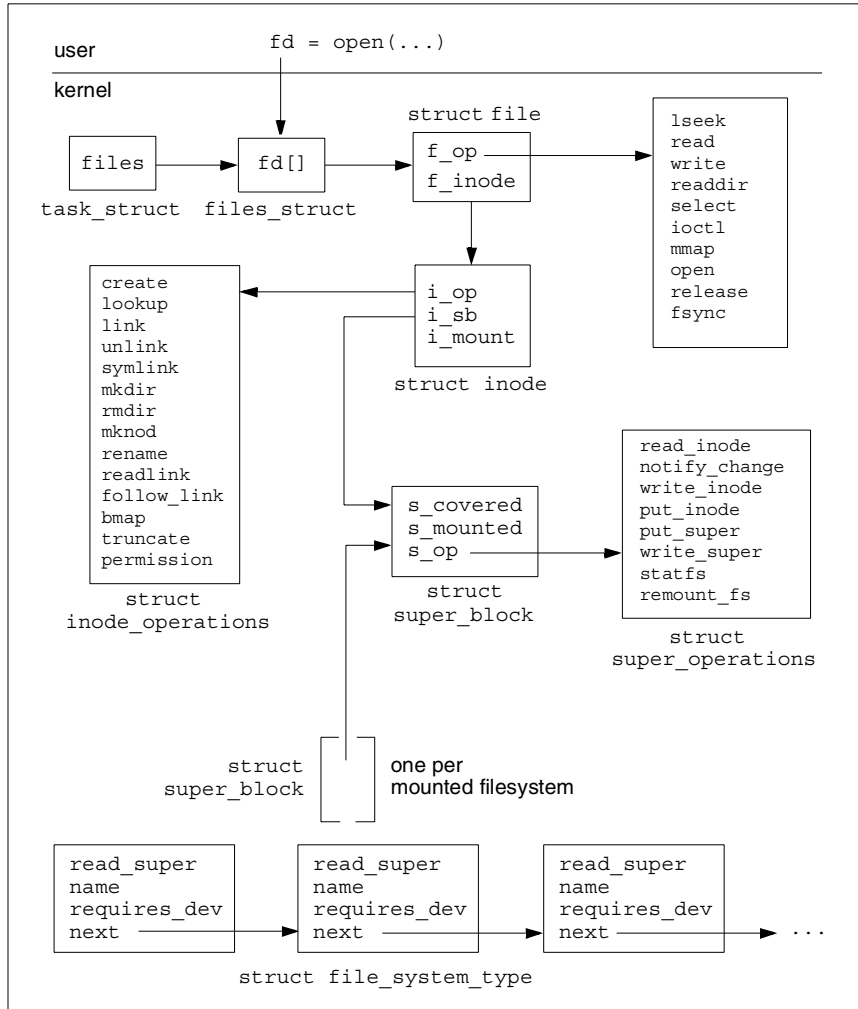 user
fd = open(...)
kernel
files
task_struct
fd[]
files_struct
struct file
f_op
f_inode
lseek
read
write
readdir
select
ioctl
mmap
open
release
fsync
create
lookup
link
unlink
symlink
mkdir
rmdir
mknod
rename
readlink
follow_link
bmap
truncate
permission
struct
inode_operations
i_op
i_sb
i_mount
struct inode
s_covered
s_mounted
s_op
struct
super_block
read_inode
notify_change
write_inode
put_inode
put_super
write_super
statfs
remount_fs
struct
super_operations
struct
super_block
one per
mounted filesystem
read_super
name
requires_dev
next
read_super
name
requires_dev
next
read_super
name
requires_dev
next
...
struct file_system_type